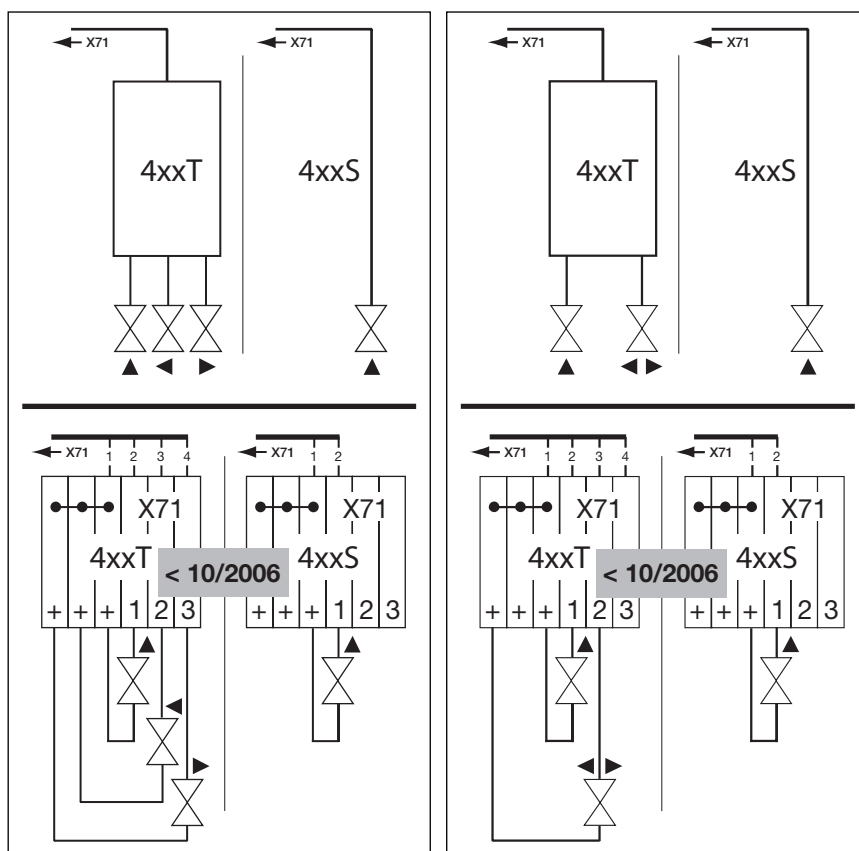 X71 X71
4xxT 4xxS
X71 1 2 3 4 X71 1 2
X71 X71
4xxT < 10/2006 4xxS
+ + + 1 2 3 + + + 1 2 3
X71 X71
4xxT 4xxS
X71 1 2 3 4 X71 1 2
X71 X71
4xxT < 10/2006 4xxS
+ + + 1 2 3 + + + 1 2 3